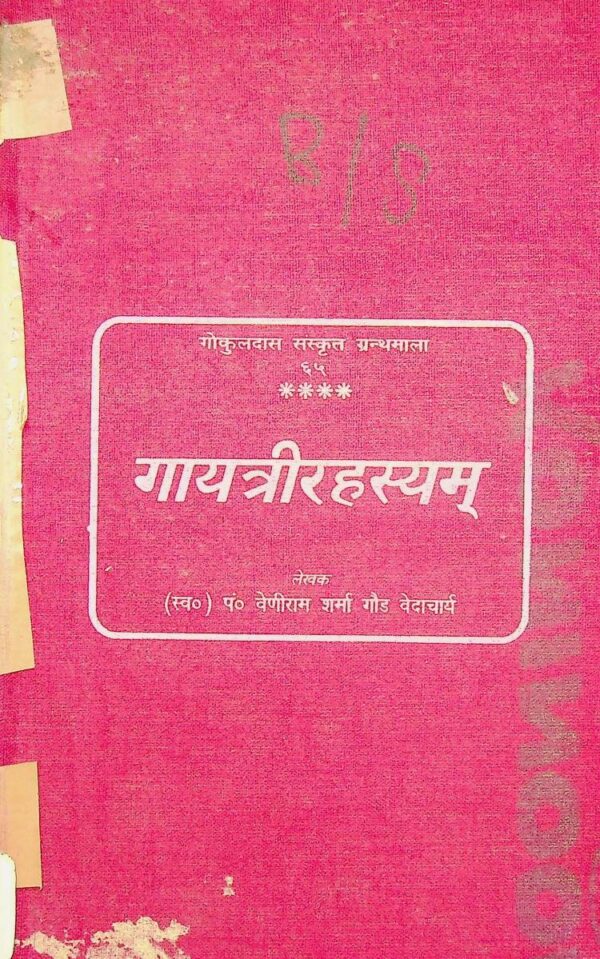 B/S
गोकुलदास संस्कृत ग्रन्थमाला
६५
****
गायत्रीरहस्यम्
लेखक
(स्व०) पं० वेणीराम शर्मा गौड वेदाचार्य